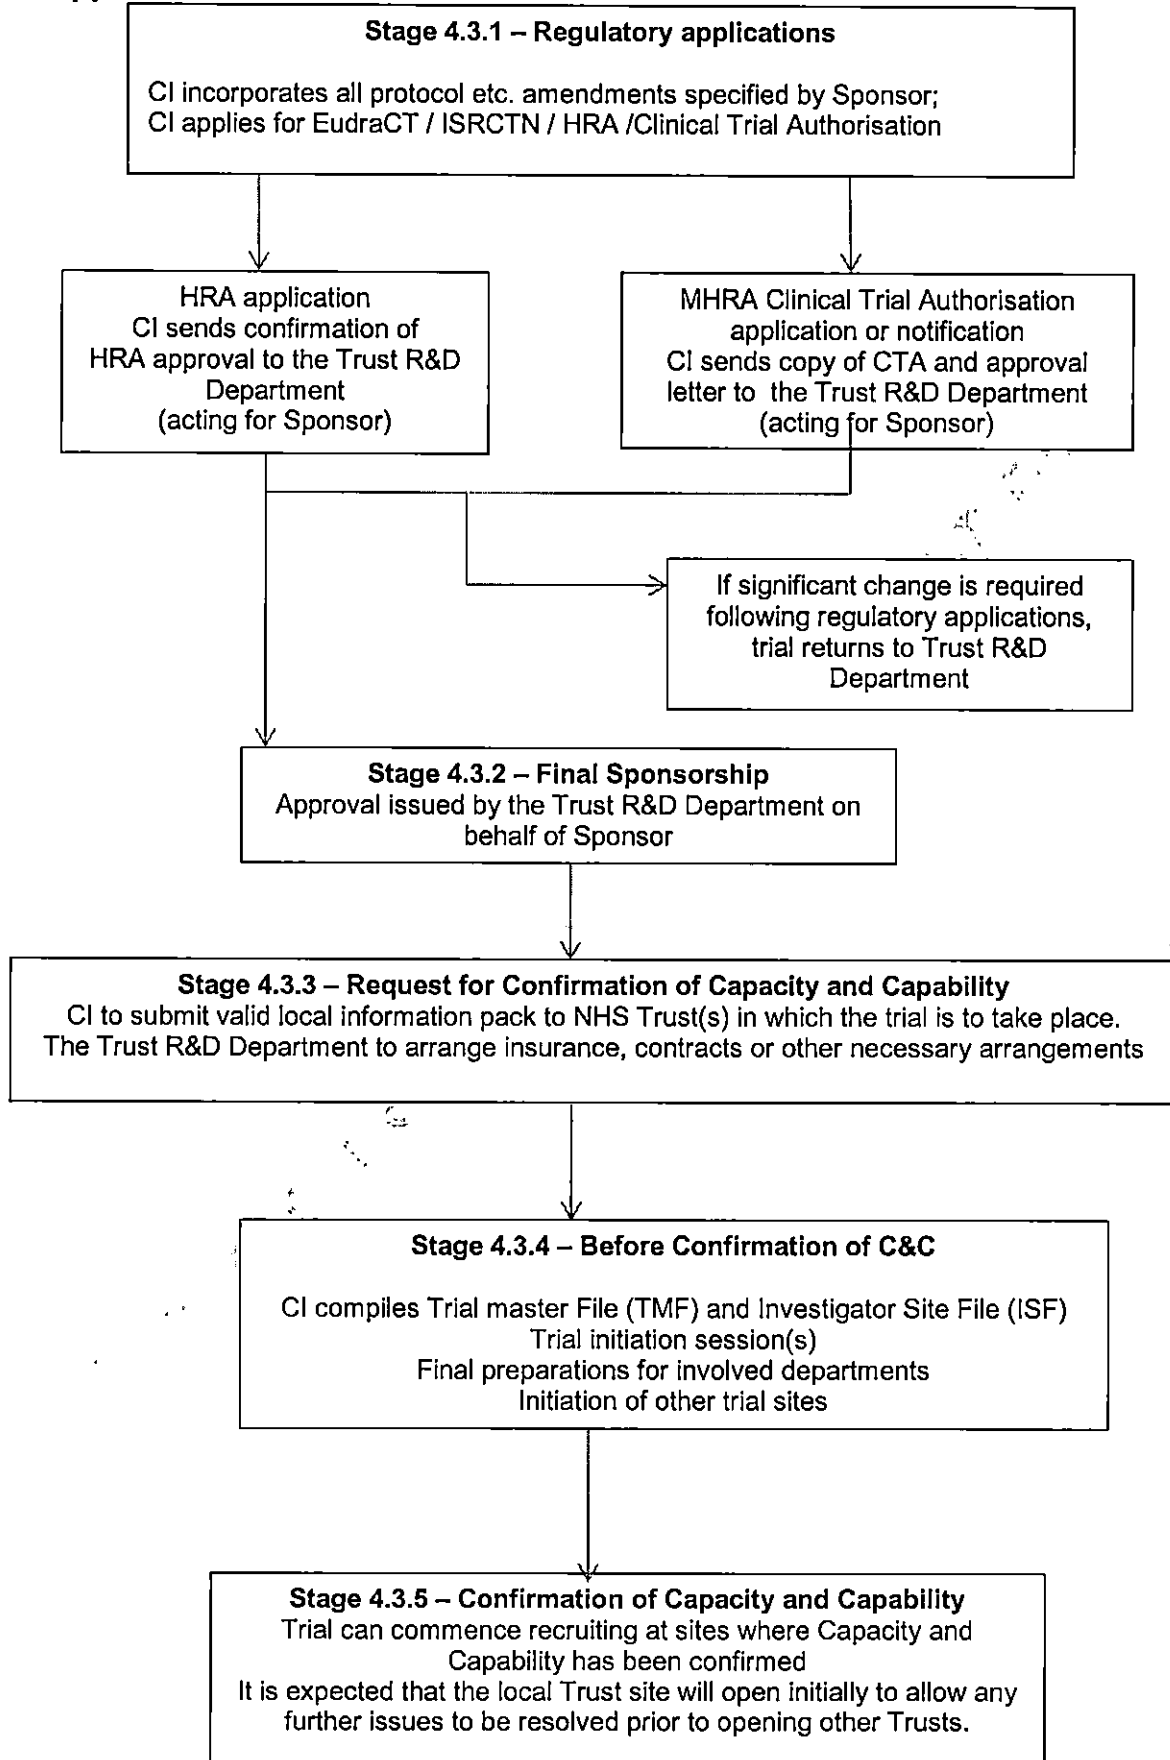 Stage 4.3.1 – Regulatory applications
CI incorporates all protocol etc. amendments specified by Sponsor;
CI applies for EudraCT / ISRCTN / HRA /Clinical Trial Authorisation
HRA application
CI sends confirmation of
HRA approval to the Trust R&D
Department
(acting for Sponsor)
MHRA Clinical Trial Authorisation
application or notification
CI sends copy of CTA and approval
letter to the Trust R&D Department
(acting for Sponsor)
If significant change is required
following regulatory applications,
trial returns to Trust R&D
Department
Stage 4.3.2 – Final Sponsorship
Approval issued by the Trust R&D Department on
behalf of Sponsor
Stage 4.3.3 – Request for Confirmation of Capacity and Capability
CI to submit valid local information pack to NHS Trust(s) in which the trial is to take place.
The Trust R&D Department to arrange insurance, contracts or other necessary arrangements
Stage 4.3.4 – Before Confirmation of C&C
CI compiles Trial master File (TMF) and Investigator Site File (ISF)
Trial initiation session(s)
Final preparations for involved departments
Initiation of other trial sites
Stage 4.3.5 – Confirmation of Capacity and Capability
Trial can commence recruiting at sites where Capacity and
Capability has been confirmed
It is expected that the local Trust site will open initially to allow any
further issues to be resolved prior to opening other Trusts.